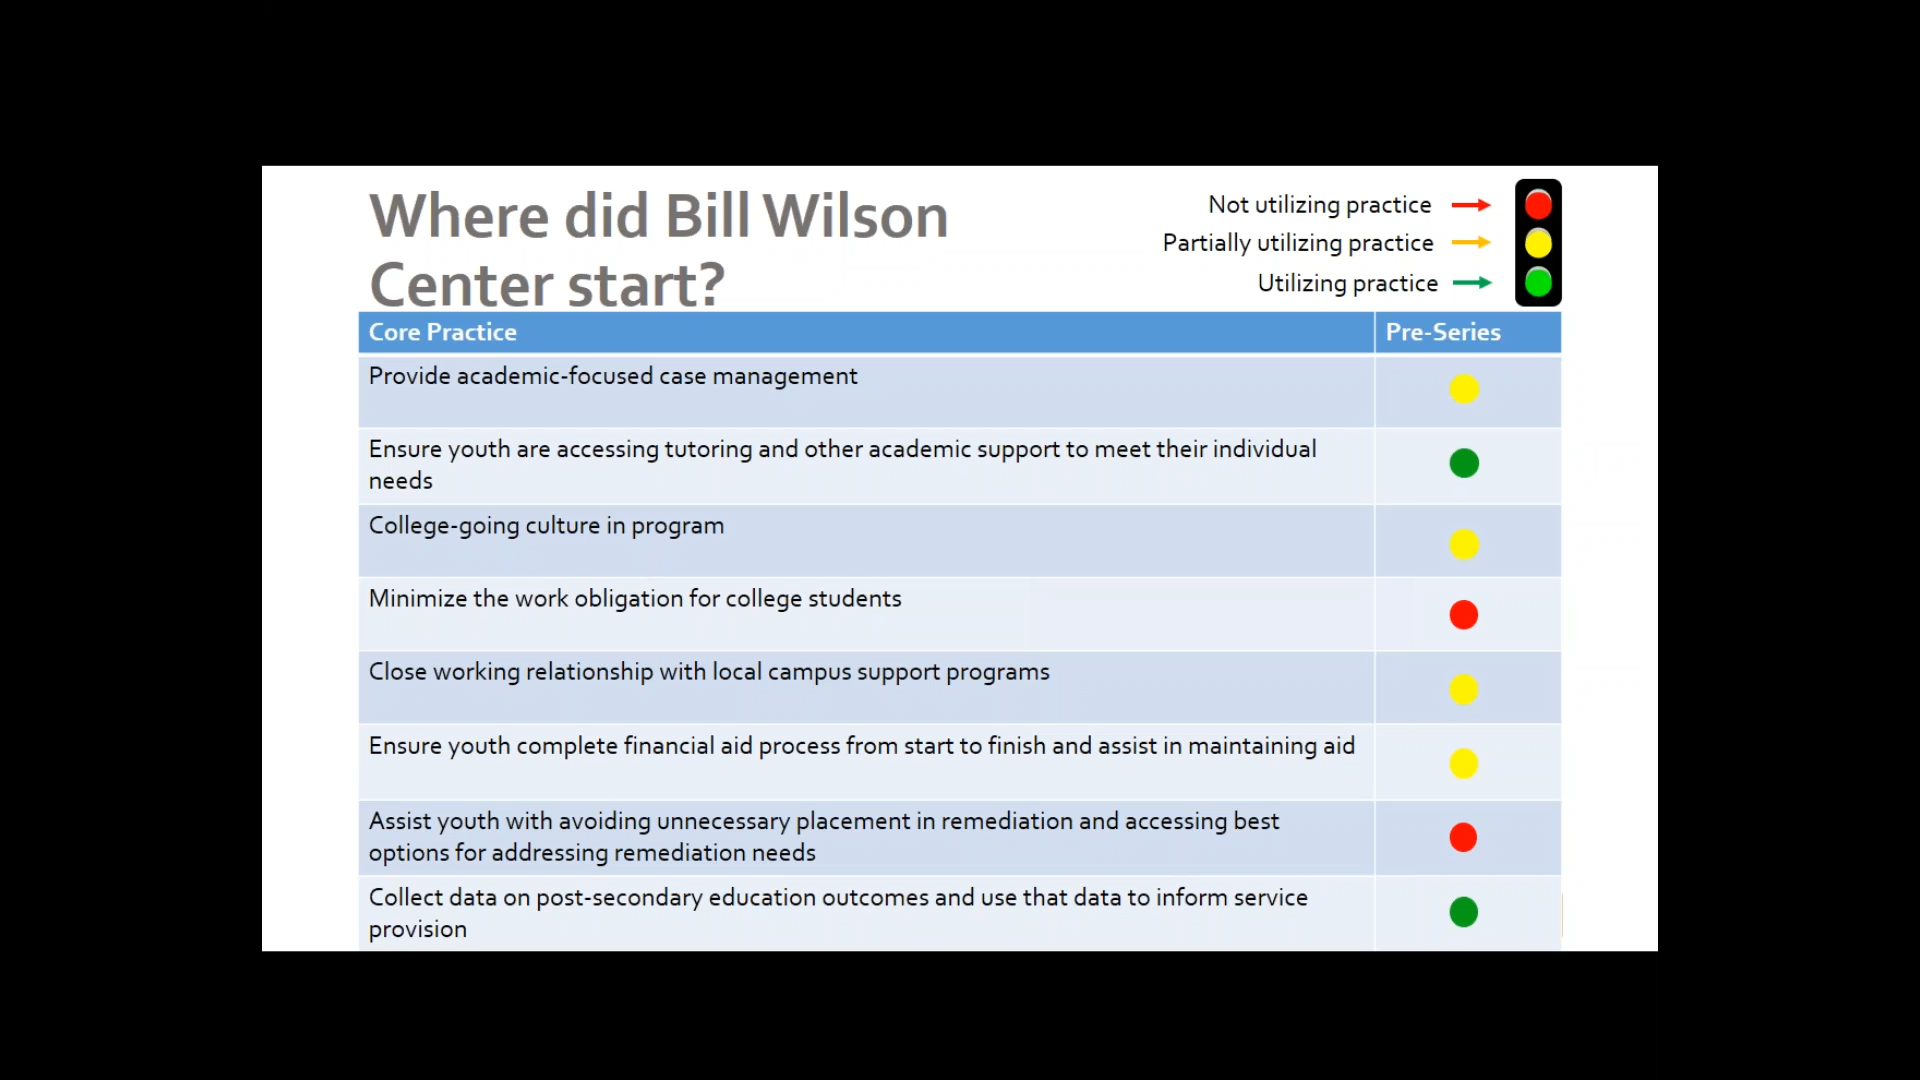 Where did Bill Wilson
Center start?
Not utilizing practice
Partially utilizing practice
Utilizing practice
Core Practice
Pre-Series
Provide academic-focused case management
Ensure youth are accessing tutoring and other academic support to meet their individual
needs
College-going culture in program
Minimize the work obligation for college students
Close working relationship with local campus support programs
Ensure youth complete financial aid process from start to finish and assist in maintaining aid
Assist youth with avoiding unnecessary placement in remediation and accessing best
options for addressing remediation needs
Collect data on post-secondary education outcomes and use that data to inform service
provision